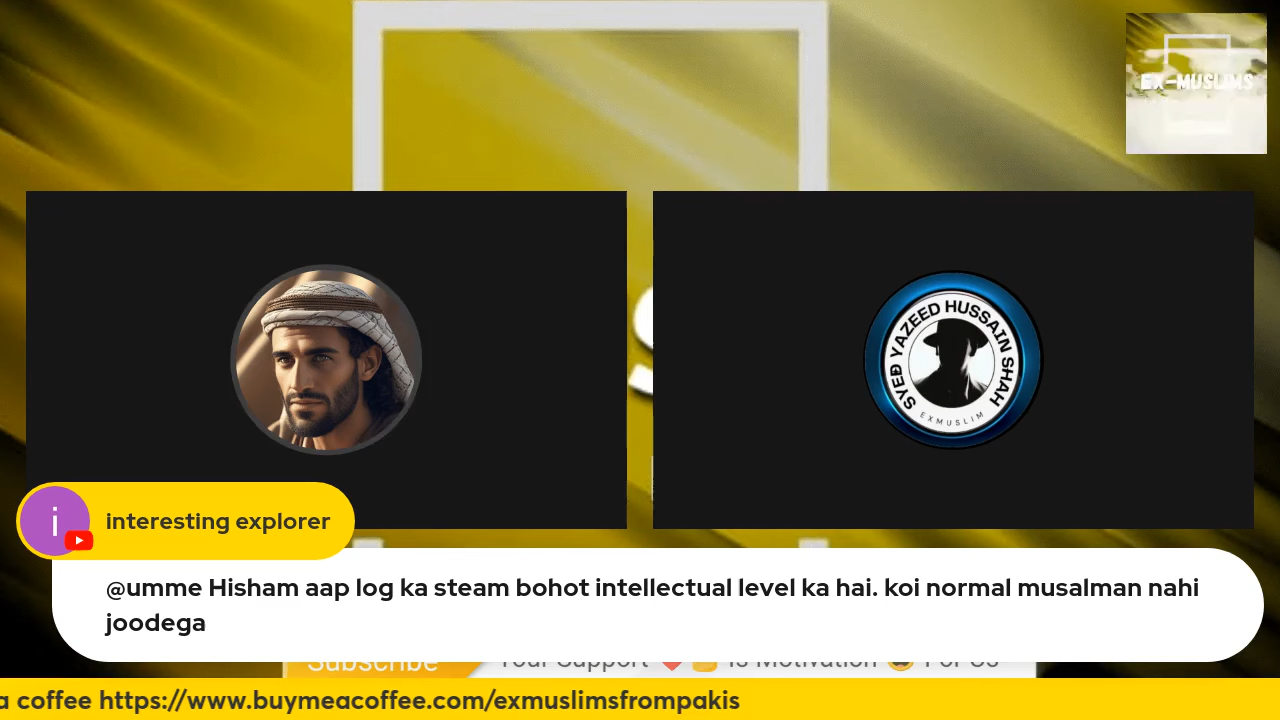 EX-MUSLIMS
SYED YAZEED HUSSAIN SHAH
EXMUSLIM
i
interesting explorer
@umme Hisham aap log ka steam bohot intellectual level ka hai. koi normal musalman nahi
joodega
Subscribe Your Support Is Motivation For Us
a coffee https://www.buymeacoffee.com/exmuslimsfrompakis